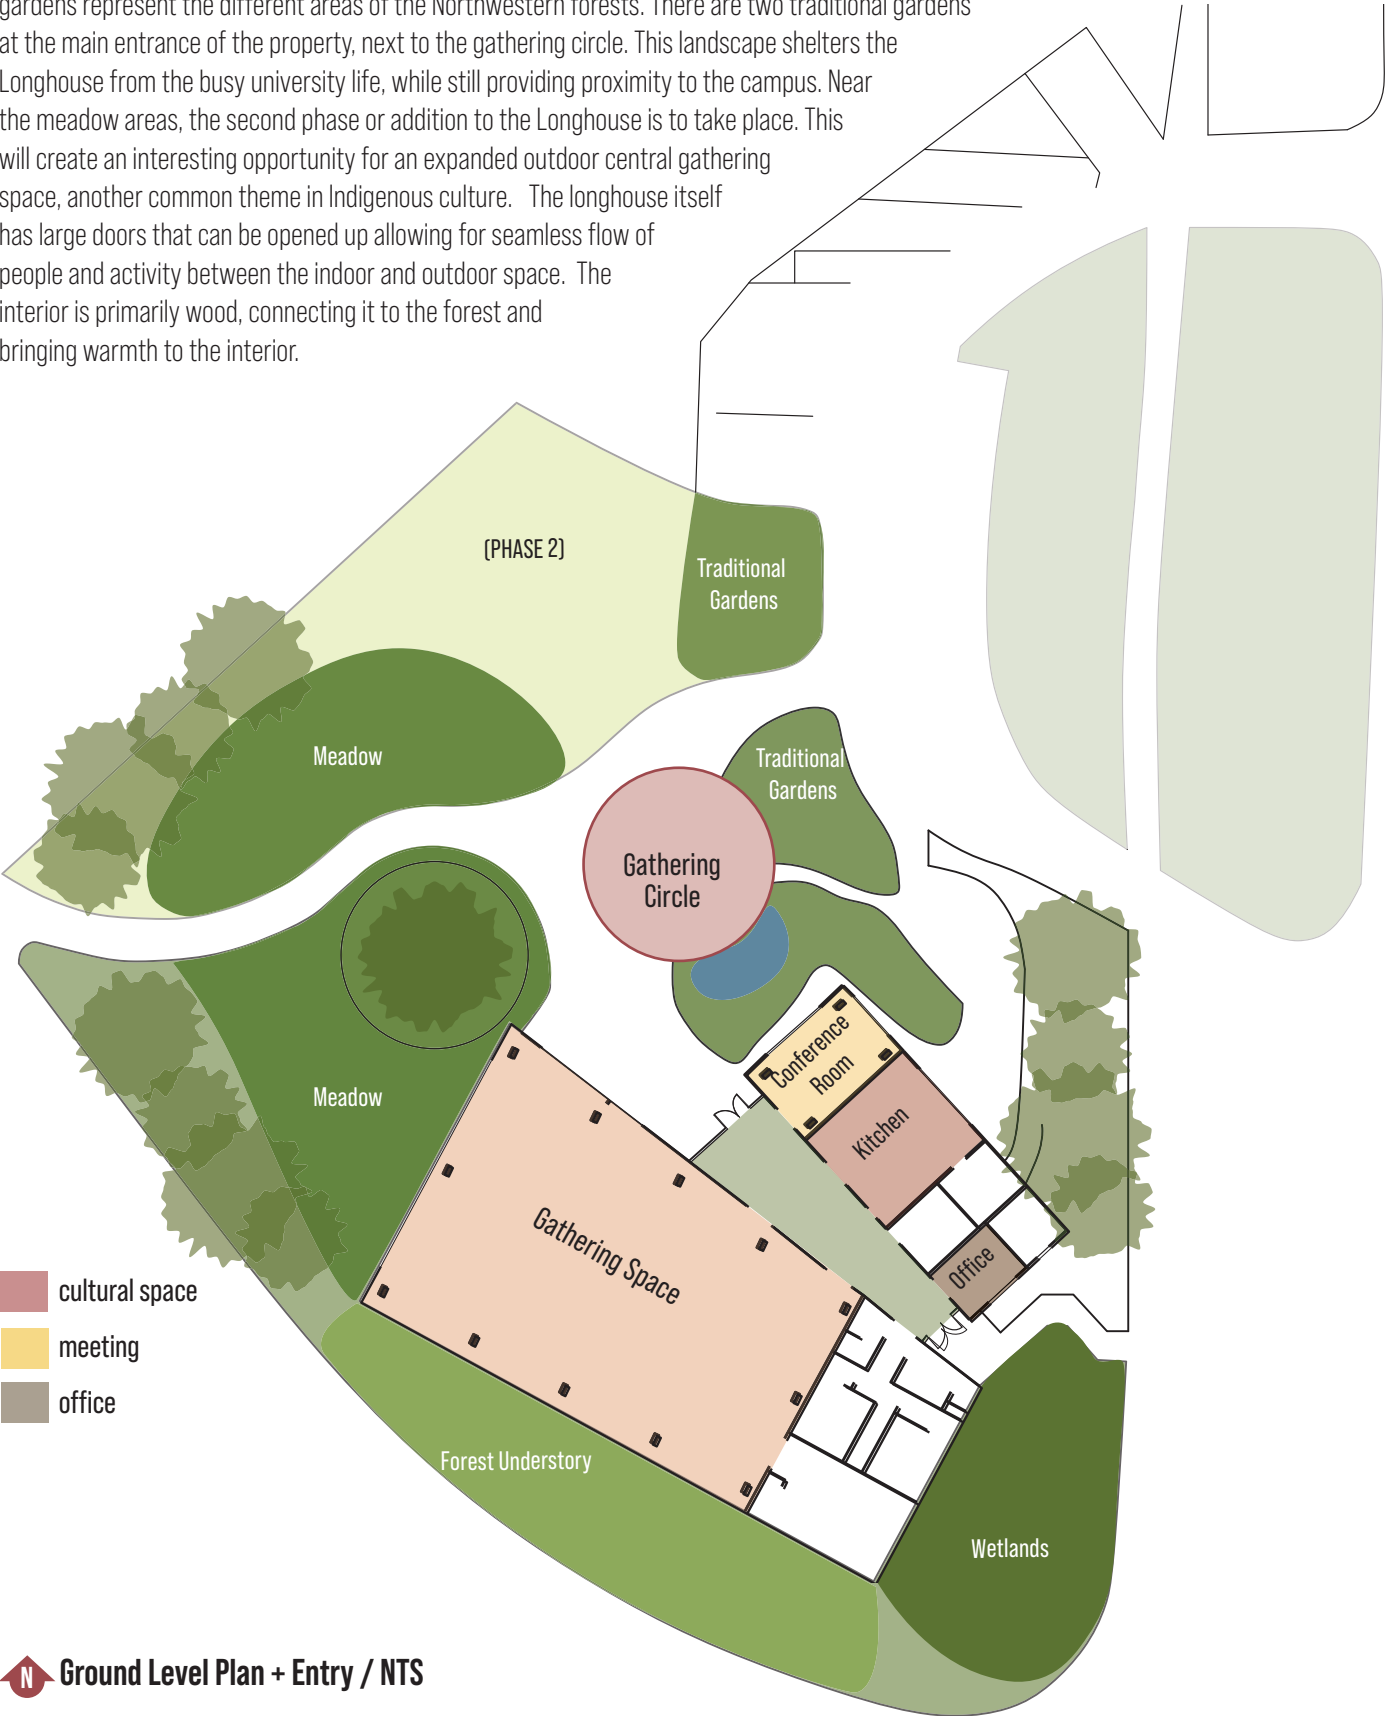 gardens represent the different areas of the Northwestern forests. There are two traditional gardens
at the main entrance of the property, next to the gathering circle. This landscape shelters the
Longhouse from the busy university life, while still providing proximity to the campus. Near
the meadow areas, the second phase or addition to the Longhouse is to take place. This
will create an interesting opportunity for an expanded outdoor central gathering
space, another common theme in Indigenous culture. The longhouse itself
has large doors that can be opened up allowing for seamless flow of
people and activity between the indoor and outdoor space. The
interior is primarily wood, connecting it to the forest and
bringing warmth to the interior.
(PHASE 2)
Traditional
Gardens
Meadow
Traditional
Gardens
Gathering
Circle
Conference
Room
Meadow
Kitchen
Gathering Space
Office
cultural space
meeting
office
Forest Understory
Wetlands
N
Ground Level Plan + Entry / NTS